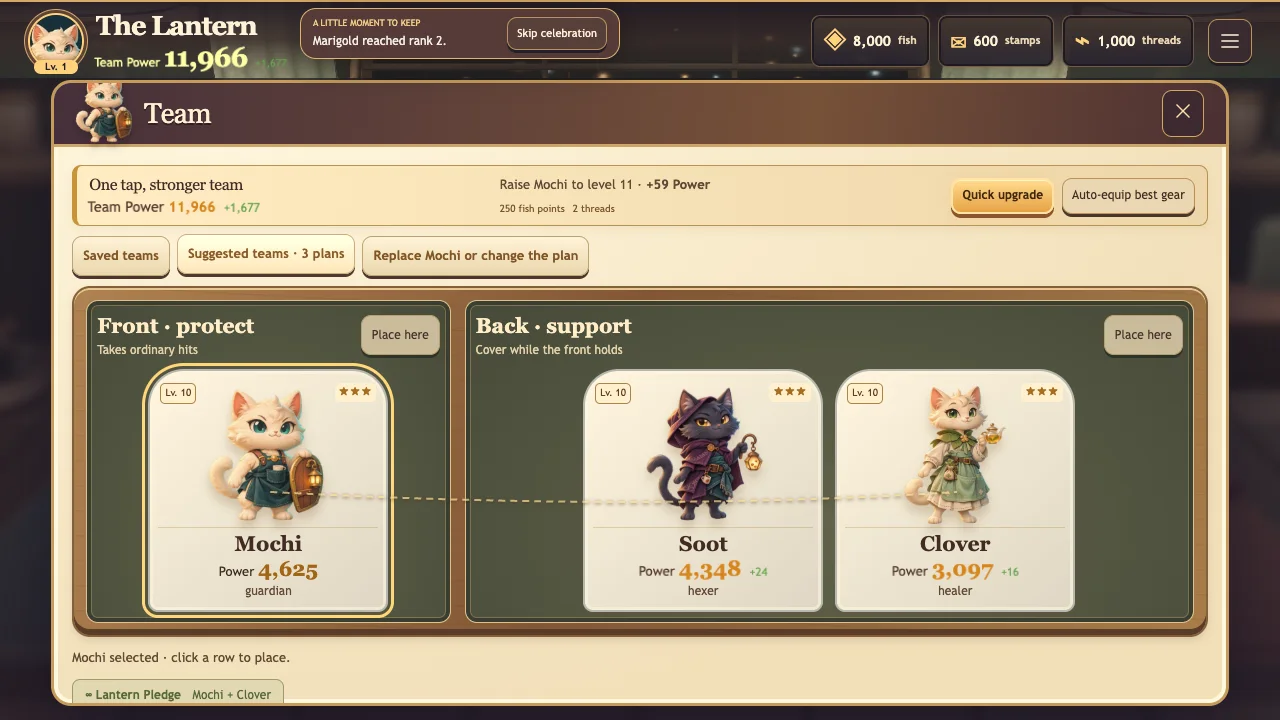 The Lantern
Lv. 1
Team Power 11,966 +1,677
A LITTLE MOMENT TO KEEP
Marigold reached rank 2.
Skip celebration
8,000 fish
600 stamps
1,000 threads
Team
One tap, stronger team
Team Power 11,966 +1,677
Raise Mochi to level 11 · +59 Power
250 fish points 2 threads
Quick upgrade
Auto-equip best gear
Saved teams
Suggested teams · 3 plans
Replace Mochi or change the plan
Front · protect
Takes ordinary hits
Place here
Lv. 10
Mochi
Power 4,625
guardian
Back · support
Cover while the front holds
Place here
Lv. 10
Soot
Power 4,348 +24
hexer
Lv. 10
Clover
Power 3,097 +16
healer
Mochi selected · click a row to place.
∞ Lantern Pledge Mochi + Clover